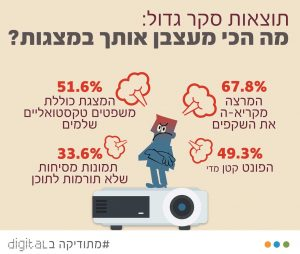 תוצאות סקר גדול:
מה הכי מעצבן אותך במצגות?
67.8%
המרצה
מקריא-ה
את השקפים
51.6%
המצגת כוללת
משפטים טקסטואליים
שלמים
49.3%
הפונט קטן מדי
33.6%
תמונות מסיחות
שלא תורמות לתוכן
#מתודיקה בdigital